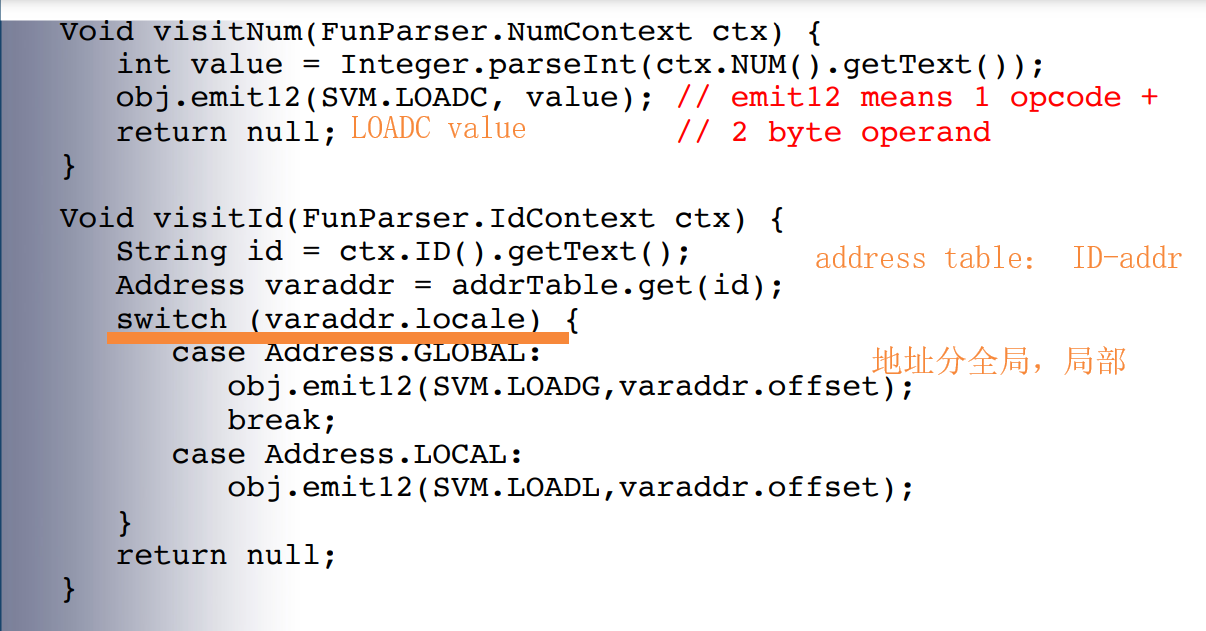 Void visitNum(FunParser.NumContext ctx) {
int value = Integer.parseInt(ctx.NUM().getText());
obj.emit12(SVM.LOADC, value); // emit12 means 1 opcode +
return null; LOADC value // 2 byte operand
}
Void visitId(FunParser.IdContext ctx) {
String id = ctx.ID().getText();
address table: ID-addr
Address varaddr = addrTable.get(id);
switch (varaddr.locale) {
case Address.GLOBAL:
地址分全局，局部
obj.emit12(SVM.LOADG,varaddr.offset);
break;
case Address.LOCAL:
obj.emit12(SVM.LOADL,varaddr.offset);
}
return null;
}